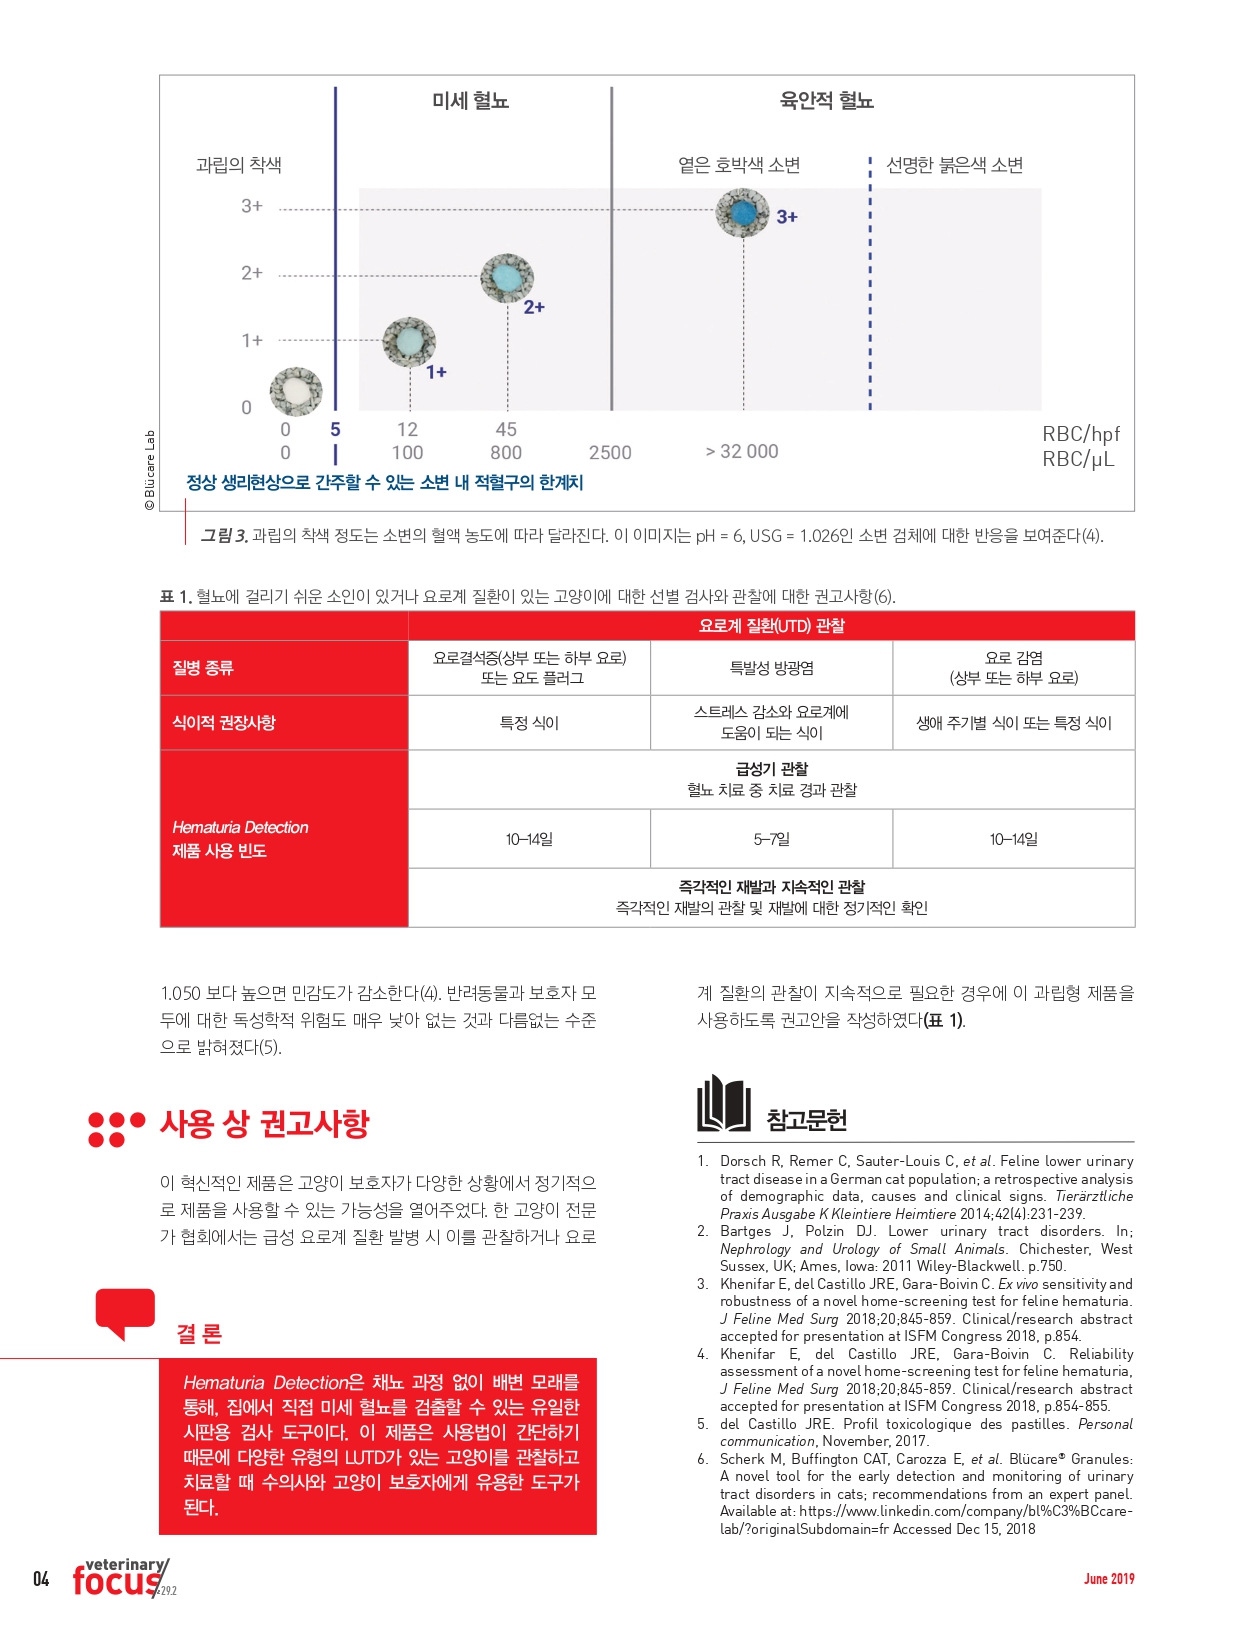 미세 혈뇨
육안적 혈뇨
과립의 착색
옅은 호박색 소변
선명한 붉은색 소변
3+
3+
2+
2+
1+
1+
0
0 5 12 45
RBC/hpf
0 100 800 2500 > 32 000
RBC/µL
정상 생리현상으로 간주할 수 있는 소변 내 적혈구의 한계치
© Blücare Lab
그림 3. 과립의 착색 정도는 소변의 혈액 농도에 따라 달라진다. 이 이미지는 pH = 6, USG = 1.026인 소변 검체에 대한 반응을 보여준다(4).
표 1. 혈뇨에 걸리기 쉬운 소인이 있거나 요로계 질환이 있는 고양이에 대한 선별 검사와 관찰에 대한 권고사항(6).
요로계 질환(UTD) 관찰
질병 종류
요로결석증(상부 또는 하부 요로)
또는 요도 플러그
특발성 방광염
요로 감염
(상부 또는 하부 요로)
식이적 권장사항
특정 식이
스트레스 감소와 요로계에
도움이 되는 식이
생애 주기별 식이 또는 특정 식이
Hematuria Detection
제품 사용 빈도
급성기 관찰
혈뇨 치료 중 치료 경과 관찰
10–14일
5–7일
10–14일
즉각적인 재발과 지속적인 관찰
즉각적인 재발의 관찰 및 재발에 대한 정기적인 확인
1.050 보다 높으면 민감도가 감소한다(4). 반려동물과 보호자 모
두에 대한 독성학적 위험도 매우 낮아 없는 것과 다름없는 수준
으로 밝혀졌다(5).
사용 상 권고사항
이 혁신적인 제품은 고양이 보호자가 다양한 상황에서 정기적으
로 제품을 사용할 수 있는 가능성을 열어주었다. 한 고양이 전문
가 협회에서는 급성 요로계 질환 발병 시 이를 관찰하거나 요로
결 론
Hematuria Detection은 채뇨 과정 없이 배변 모래를
통해, 집에서 직접 미세 혈뇨를 검출할 수 있는 유일한
시판용 검사 도구이다. 이 제품은 사용법이 간단하기
때문에 다양한 유형의 LUTD가 있는 고양이를 관찰하고
치료할 때 수의사와 고양이 보호자에게 유용한 도구가
된다.
계 질환의 관찰이 지속적으로 필요한 경우에 이 과립형 제품을
사용하도록 권고안을 작성하였다(표 1).
참고문헌
1. Dorsch R, Remer C, Sauter-Louis C, et al. Feline lower urinary
tract disease in a German cat population; a retrospective analysis
of demographic data, causes and clinical signs. Tierärztliche
Praxis Ausgabe K Kleintiere Heimtiere 2014;42(4):231-239.
2. Bartges J, Polzin DJ. Lower urinary tract disorders. In;
Nephrology and Urology of Small Animals. Chichester, West
Sussex, UK; Ames, Iowa: 2011 Wiley-Blackwell. p.750.
3. Khenifar E, del Castillo JRE, Gara-Boivin C. Ex vivo sensitivity and
robustness of a novel home-screening test for feline hematuria.
J Feline Med Surg 2018;20;845-859. Clinical/research abstract
accepted for presentation at ISFM Congress 2018, p.854.
4. Khenifar E, del Castillo JRE, Gara-Boivin C. Reliability
assessment of a novel home-screening test for feline hematuria,
J Feline Med Surg 2018;20;845-859. Clinical/research abstract
accepted for presentation at ISFM Congress 2018, p.854-855.
5. del Castillo JRE. Profil toxicologique des pastilles. Personal
communication, November, 2017.
6. Scherk M, Buffington CAT, Carozza E, et al. Blücare® Granules:
A novel tool for the early detection and monitoring of urinary
tract disorders in cats; recommendations from an expert panel.
Available at: https://www.linkedin.com/company/bl%C3%BCcare-
lab/?originalSubdomain=fr Accessed Dec 15, 2018
04
veterinary
focus
#29.2
June 2019